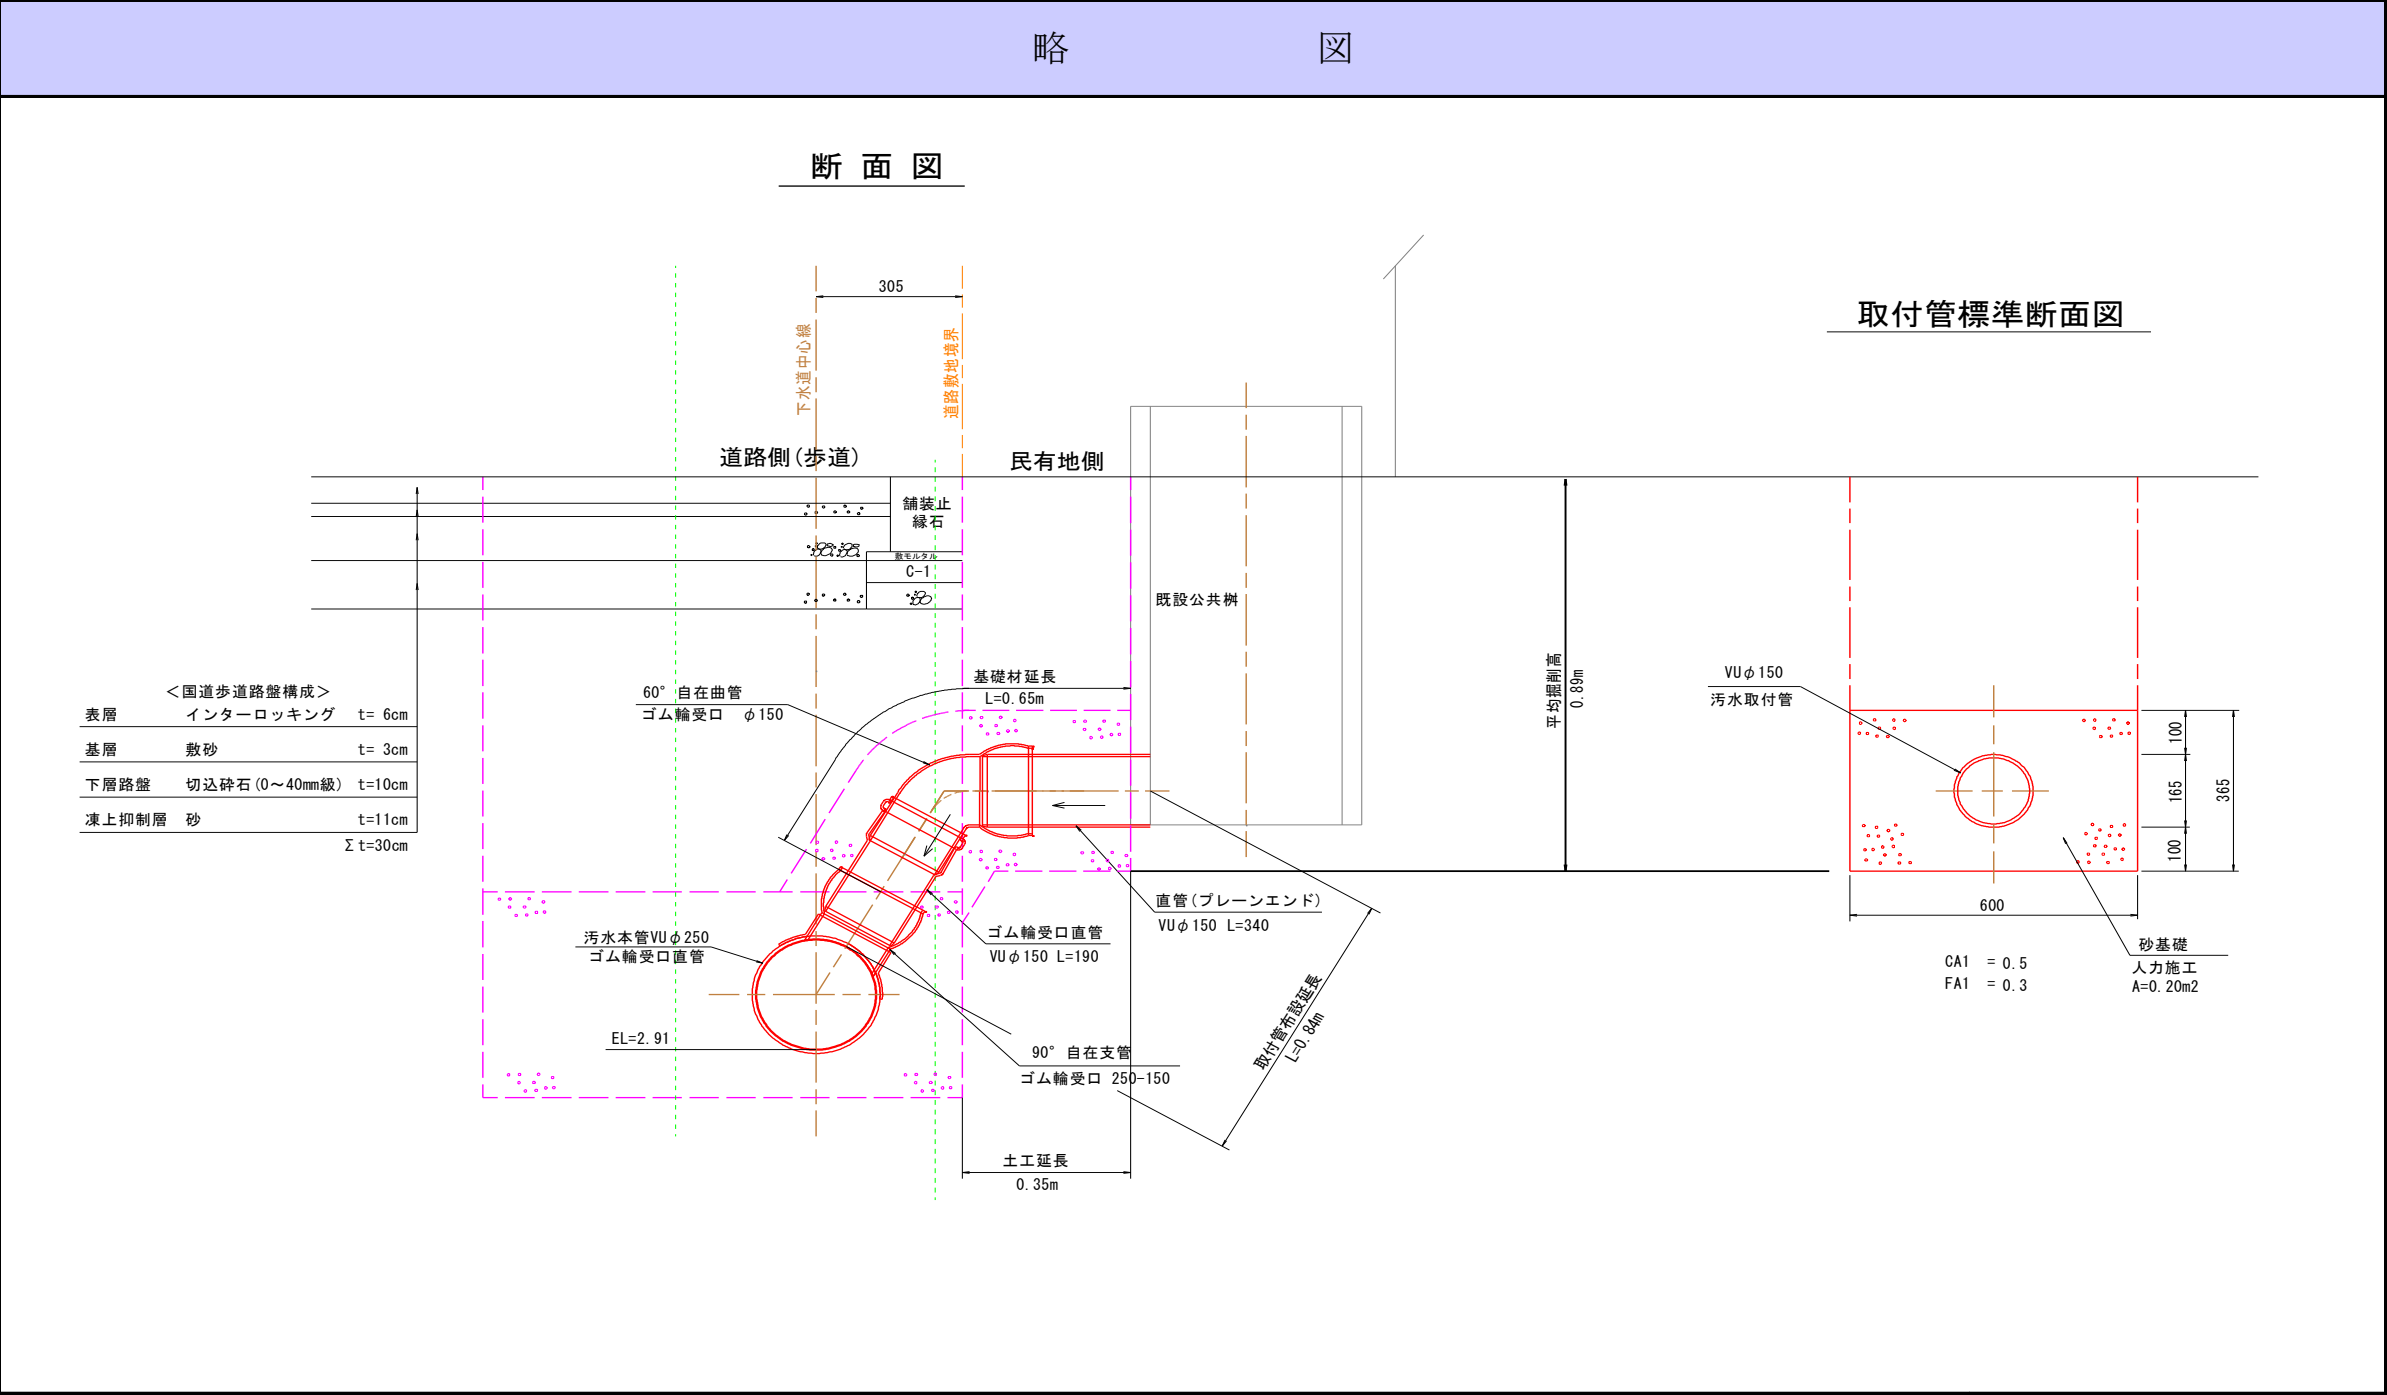 略 図
断 面 図
305
下水道中心線
道路敷地境界
取付管標準断面図
道路側(歩道)
民有地側
舗装止
縁石
敷モルタル
C-1
既設公共桝
<国道歩道路盤構成>
表層 インターロッキング t= 6cm
基層 敷砂 t= 3cm
下層路盤 切込砕石(0～40mm級) t=10cm
凍上抑制層 砂 t=11cm
Σt=30cm
60° 自在曲管
ゴム輪受口 φ150
基礎材延長
L=0.65m
平均掘削高
0.89m
VUφ150
汚水取付管
100
165
100
365
600
CA1 = 0.5
FA1 = 0.3
砂基礎
人力施工
A=0.20m2
直管(プレーンエンド)
VUφ150 L=340
ゴム輪受口直管
VUφ150 L=190
汚水本管VUφ250
ゴム輪受口直管
EL=2.91
90° 自在支管
ゴム輪受口 250-150
取付管布設延長
L=0.84m
土工延長
0.35m